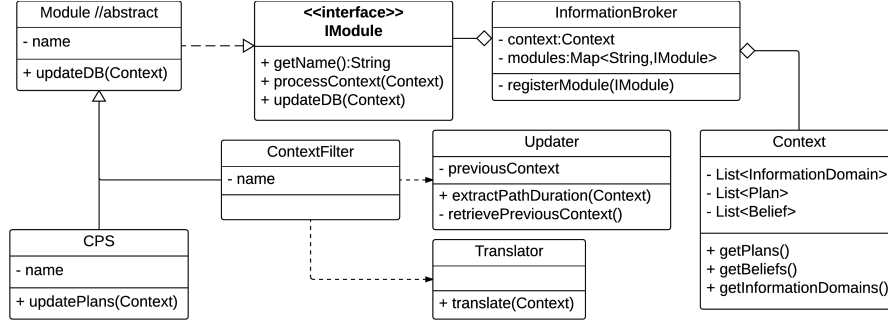 Module //abstract
- name
+ updateDB(Context)
<<interface>>
IModule
+ getName():String
+ processContext(Context)
+ updateDB(Context)
InformationBroker
- context:Context
- modules:Map<String,IModule>
- registerModule(IModule)
ContextFilter
- name
Updater
- previousContext
+ extractPathDuration(Context)
- retrievePreviousContext()
Context
- List<InformationDomain>
- List<Plan>
- List<Belief>
+ getPlans()
+ getBeliefs()
+ getInformationDomains()
CPS
- name
+ updatePlans(Context)
Translator
+ translate(Context)